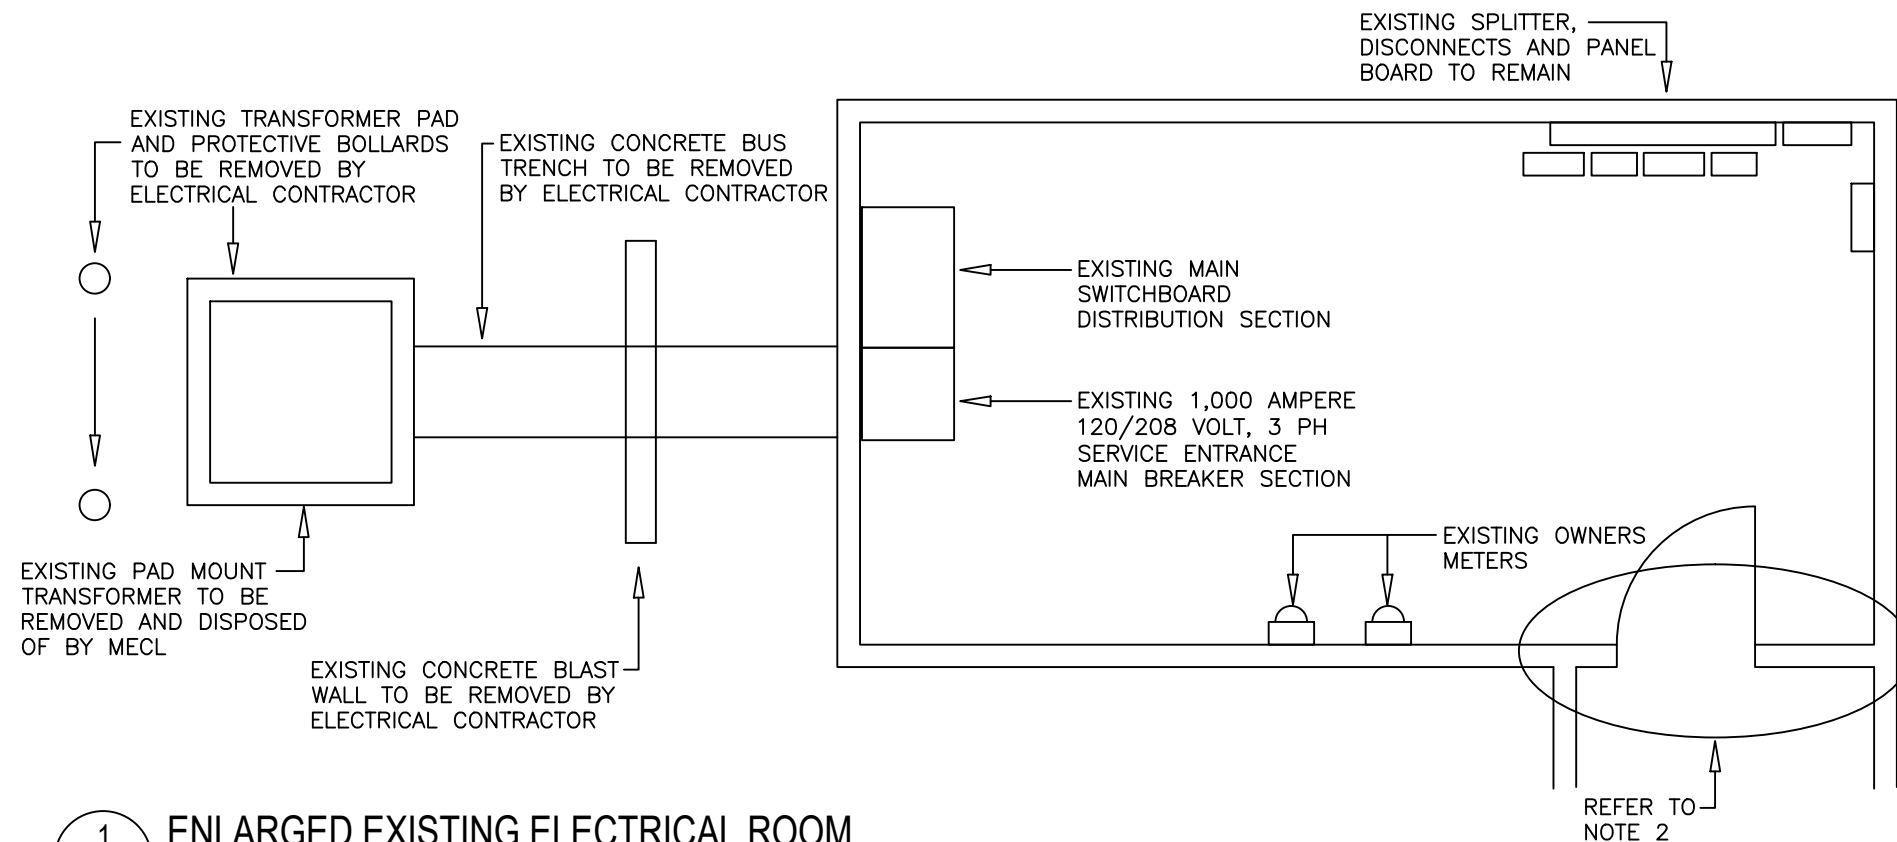 EXISTING SPLITTER,
DISCONNECTS AND PANEL
BOARD TO REMAIN
EXISTING TRANSFORMER PAD
AND PROTECTIVE BOLLARDS
TO BE REMOVED BY
ELECTRICAL CONTRACTOR
EXISTING CONCRETE BUS
TRENCH TO BE REMOVED
BY ELECTRICAL CONTRACTOR
EXISTING MAIN
SWITCHBOARD
DISTRIBUTION SECTION
EXISTING 1,000 AMPERE
120/208 VOLT, 3 PH
SERVICE ENTRANCE
MAIN BREAKER SECTION
EXISTING OWNERS
METERS
EXISTING PAD MOUNT
TRANSFORMER TO BE
REMOVED AND DISPOSED
OF BY MECL
EXISTING CONCRETE BLAST
WALL TO BE REMOVED BY
ELECTRICAL CONTRACTOR
REFER TO
NOTE 2
1
ENLARGED EXISTING ELECTRICAL ROOM